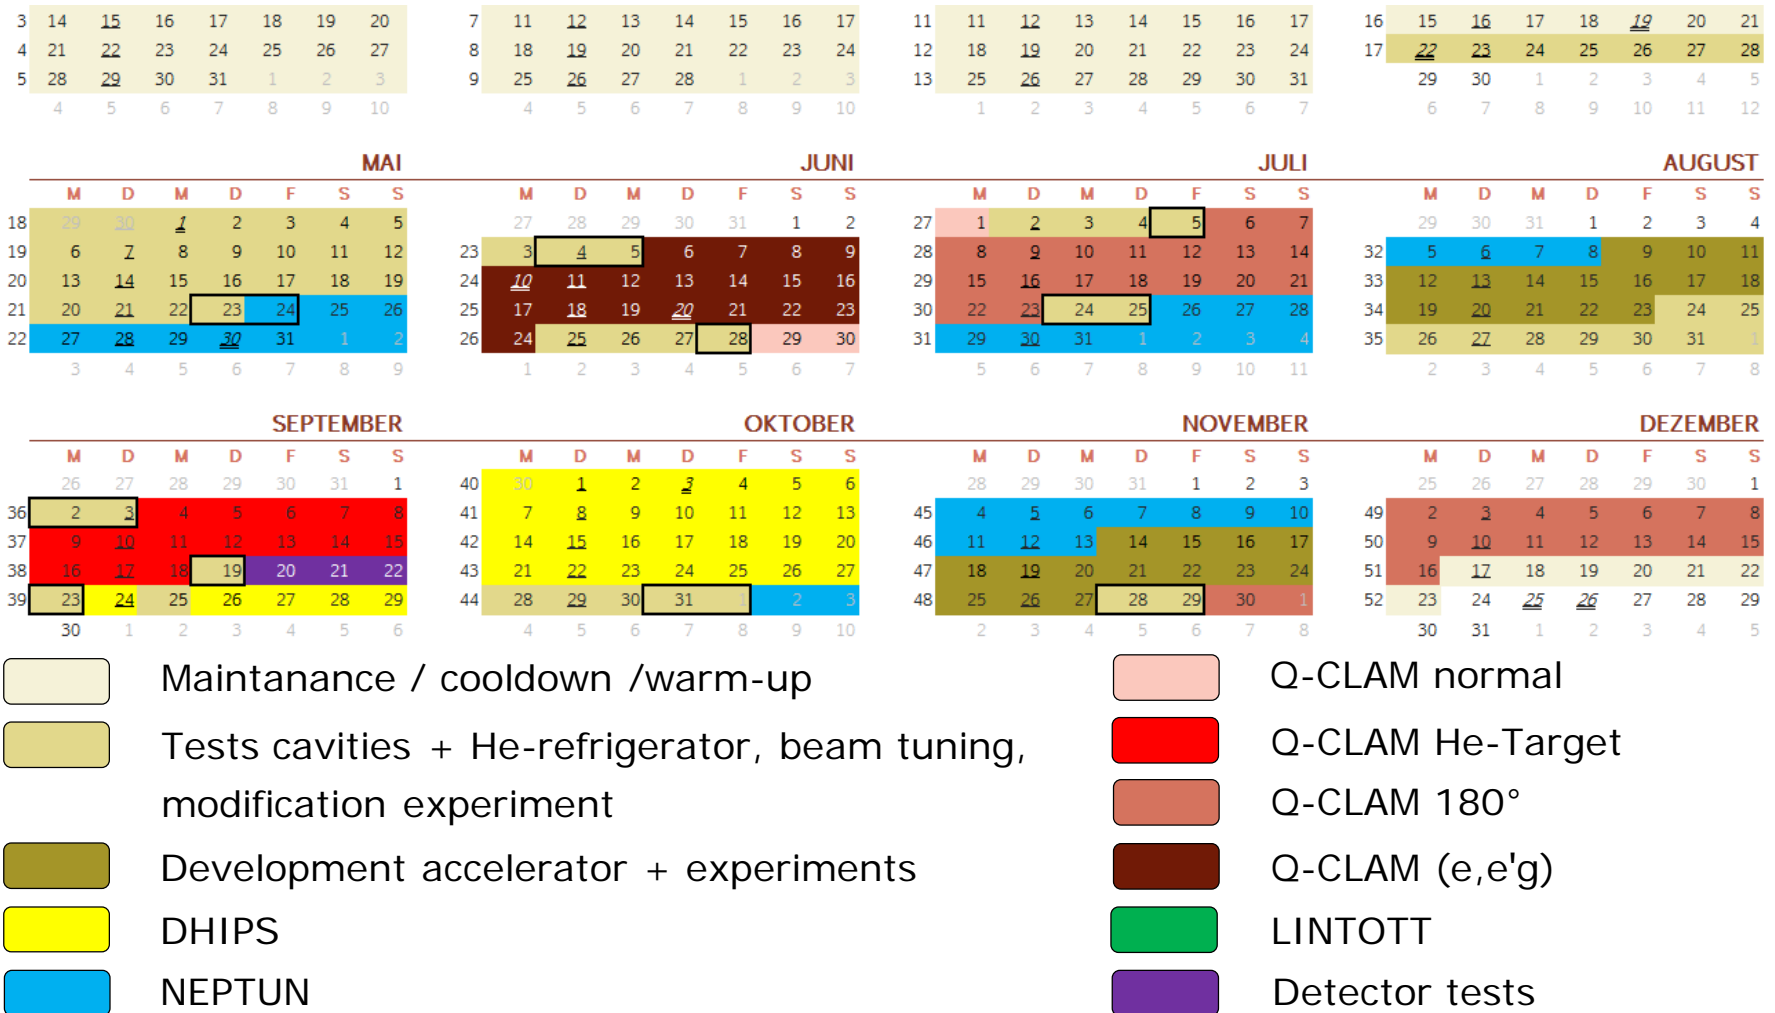 3 14 15 16 17 18 19 20 7 11 12 13 14 15 16 17 11 11 12 13 14 15 16 17 16 15 16 17 18 19 20 21
4 21 22 23 24 25 26 27 8 18 19 20 21 22 23 24 12 18 19 20 21 22 23 24 17 22 23 24 25 26 27 28
5 28 29 30 31 1 2 3 9 25 26 27 28 1 2 3 13 25 26 27 28 29 30 31 29 30 1 2 3 4 5
4 5 6 7 8 9 10 4 5 6 7 8 9 10 1 2 3 4 5 6 7 6 7 8 9 10 11 12
MAI JUNI JULI AUGUST
M D M D F S S M D M D F S S M D M D F S S M D M D F S S
18 29 30 1 2 3 4 5 27 28 29 30 31 1 2 27 1 2 3 4 5 6 7 29 30 31 1 2 3 4
19 6 7 8 9 10 11 12 23 3 4 5 6 7 8 9 28 8 9 10 11 12 13 14 32 5 6 7 8 9 10 11
20 13 14 15 16 17 18 19 24 10 11 12 13 14 15 16 29 15 16 17 18 19 20 21 33 12 13 14 15 16 17 18
21 20 21 22 23 24 25 26 25 17 18 19 20 21 22 23 30 22 23 24 25 26 27 28 34 19 20 21 22 23 24 25
22 27 28 29 30 31 1 2 26 24 25 26 27 28 29 30 31 29 30 31 1 2 3 4 35 26 27 28 29 30 31 1
3 4 5 6 7 8 9 1 2 3 4 5 6 7 5 6 7 8 9 10 11 2 3 4 5 6 7 8
SEPTEMBER OKTOBER NOVEMBER DEZEMBER
M D M D F S S M D M D F S S M D M D F S S M D M D F S S
26 27 28 29 30 31 1 40 30 1 2 3 4 5 6 28 29 30 31 1 2 3 25 26 27 28 29 30 1
36 2 3 4 5 6 7 8 41 7 8 9 10 11 12 13 45 4 5 6 7 8 9 10 49 2 3 4 5 6 7 8
37 9 10 11 12 13 14 15 42 14 15 16 17 18 19 20 46 11 12 13 14 15 16 17 50 9 10 11 12 13 14 15
38 16 17 18 19 20 21 22 43 21 22 23 24 25 26 27 47 18 19 20 21 22 23 24 51 16 17 18 19 20 21 22
39 23 24 25 26 27 28 29 44 28 29 30 31 1 2 3 48 25 26 27 28 29 30 1 52 23 24 25 26 27 28 29
30 1 2 3 4 5 6 4 5 6 7 8 9 10 2 3 4 5 6 7 8 30 31 1 2 3 4 5
Maintanance / cooldown /warm-up
Tests cavities + He-refrigerator, beam tuning,
modification experiment
Development accelerator + experiments
DHIPS
NEPTUN
Q-CLAM normal
Q-CLAM He-Target
Q-CLAM 180°
Q-CLAM (e,e'g)
LINTOTT
Detector tests